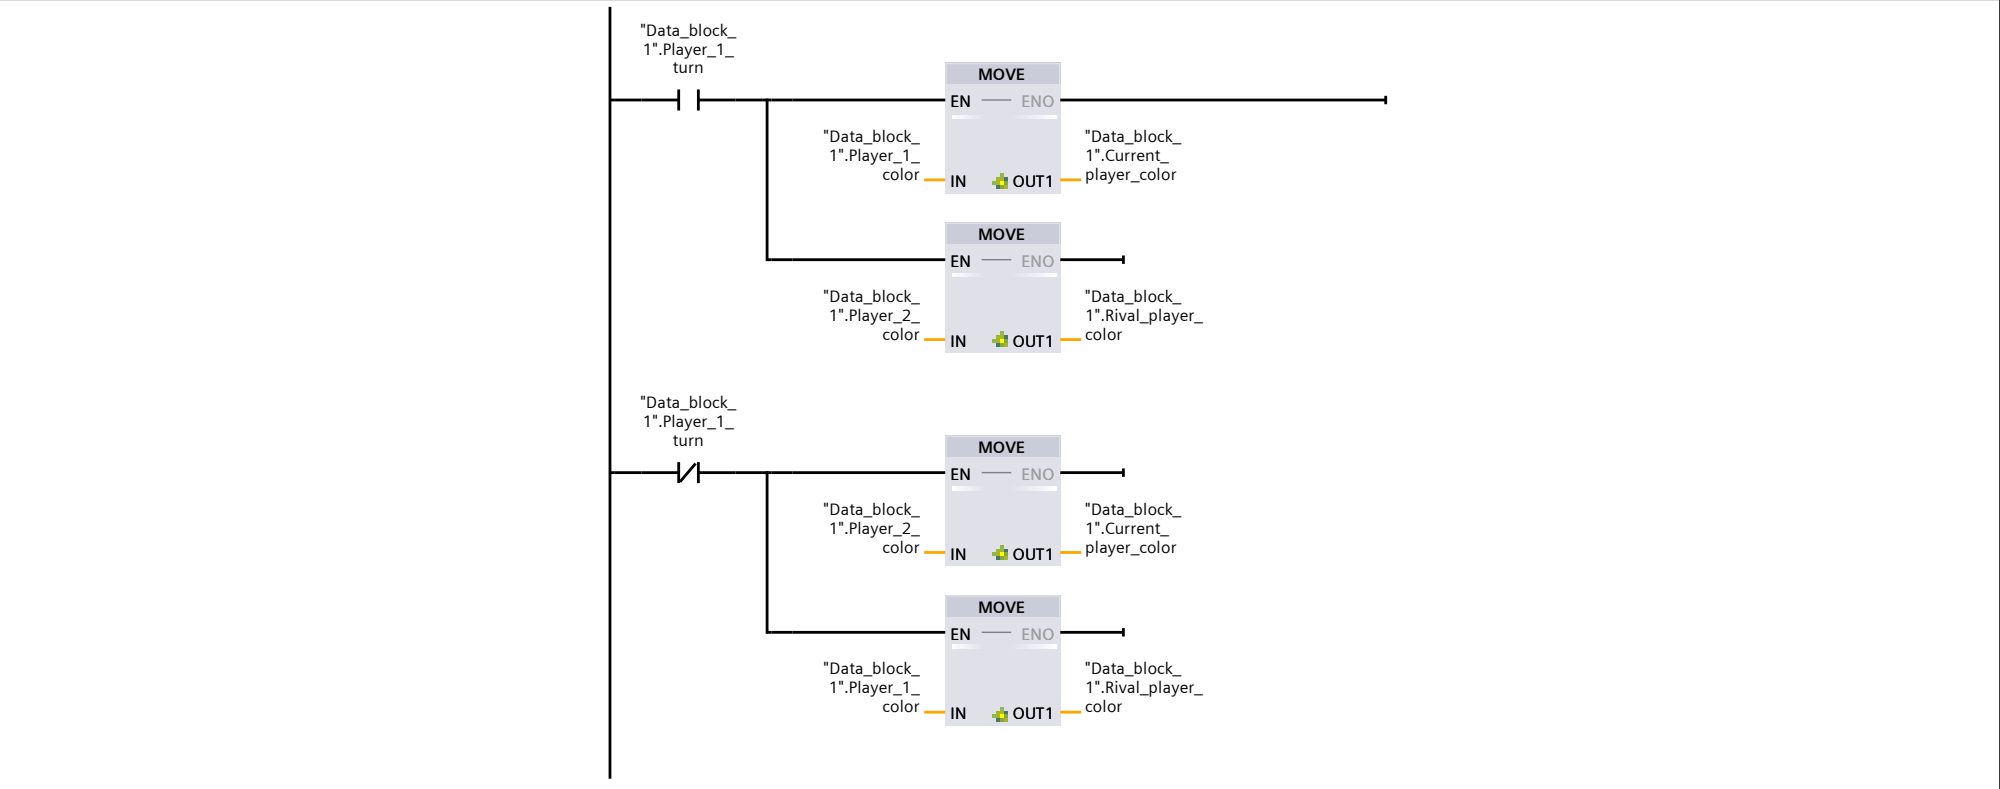 "Data_block_
1".Player_1_
turn
MOVE
EN ENO
"Data_block_
1".Player_1_
color
IN OUT1
"Data_block_
1".Current_
player_color
MOVE
EN ENO
"Data_block_
1".Player_2_
color
IN OUT1
"Data_block_
1".Rival_player_
color
"Data_block_
1".Player_1_
turn
MOVE
EN ENO
"Data_block_
1".Player_2_
color
IN OUT1
"Data_block_
1".Current_
player_color
MOVE
EN ENO
"Data_block_
1".Player_1_
color
IN OUT1
"Data_block_
1".Rival_player_
color